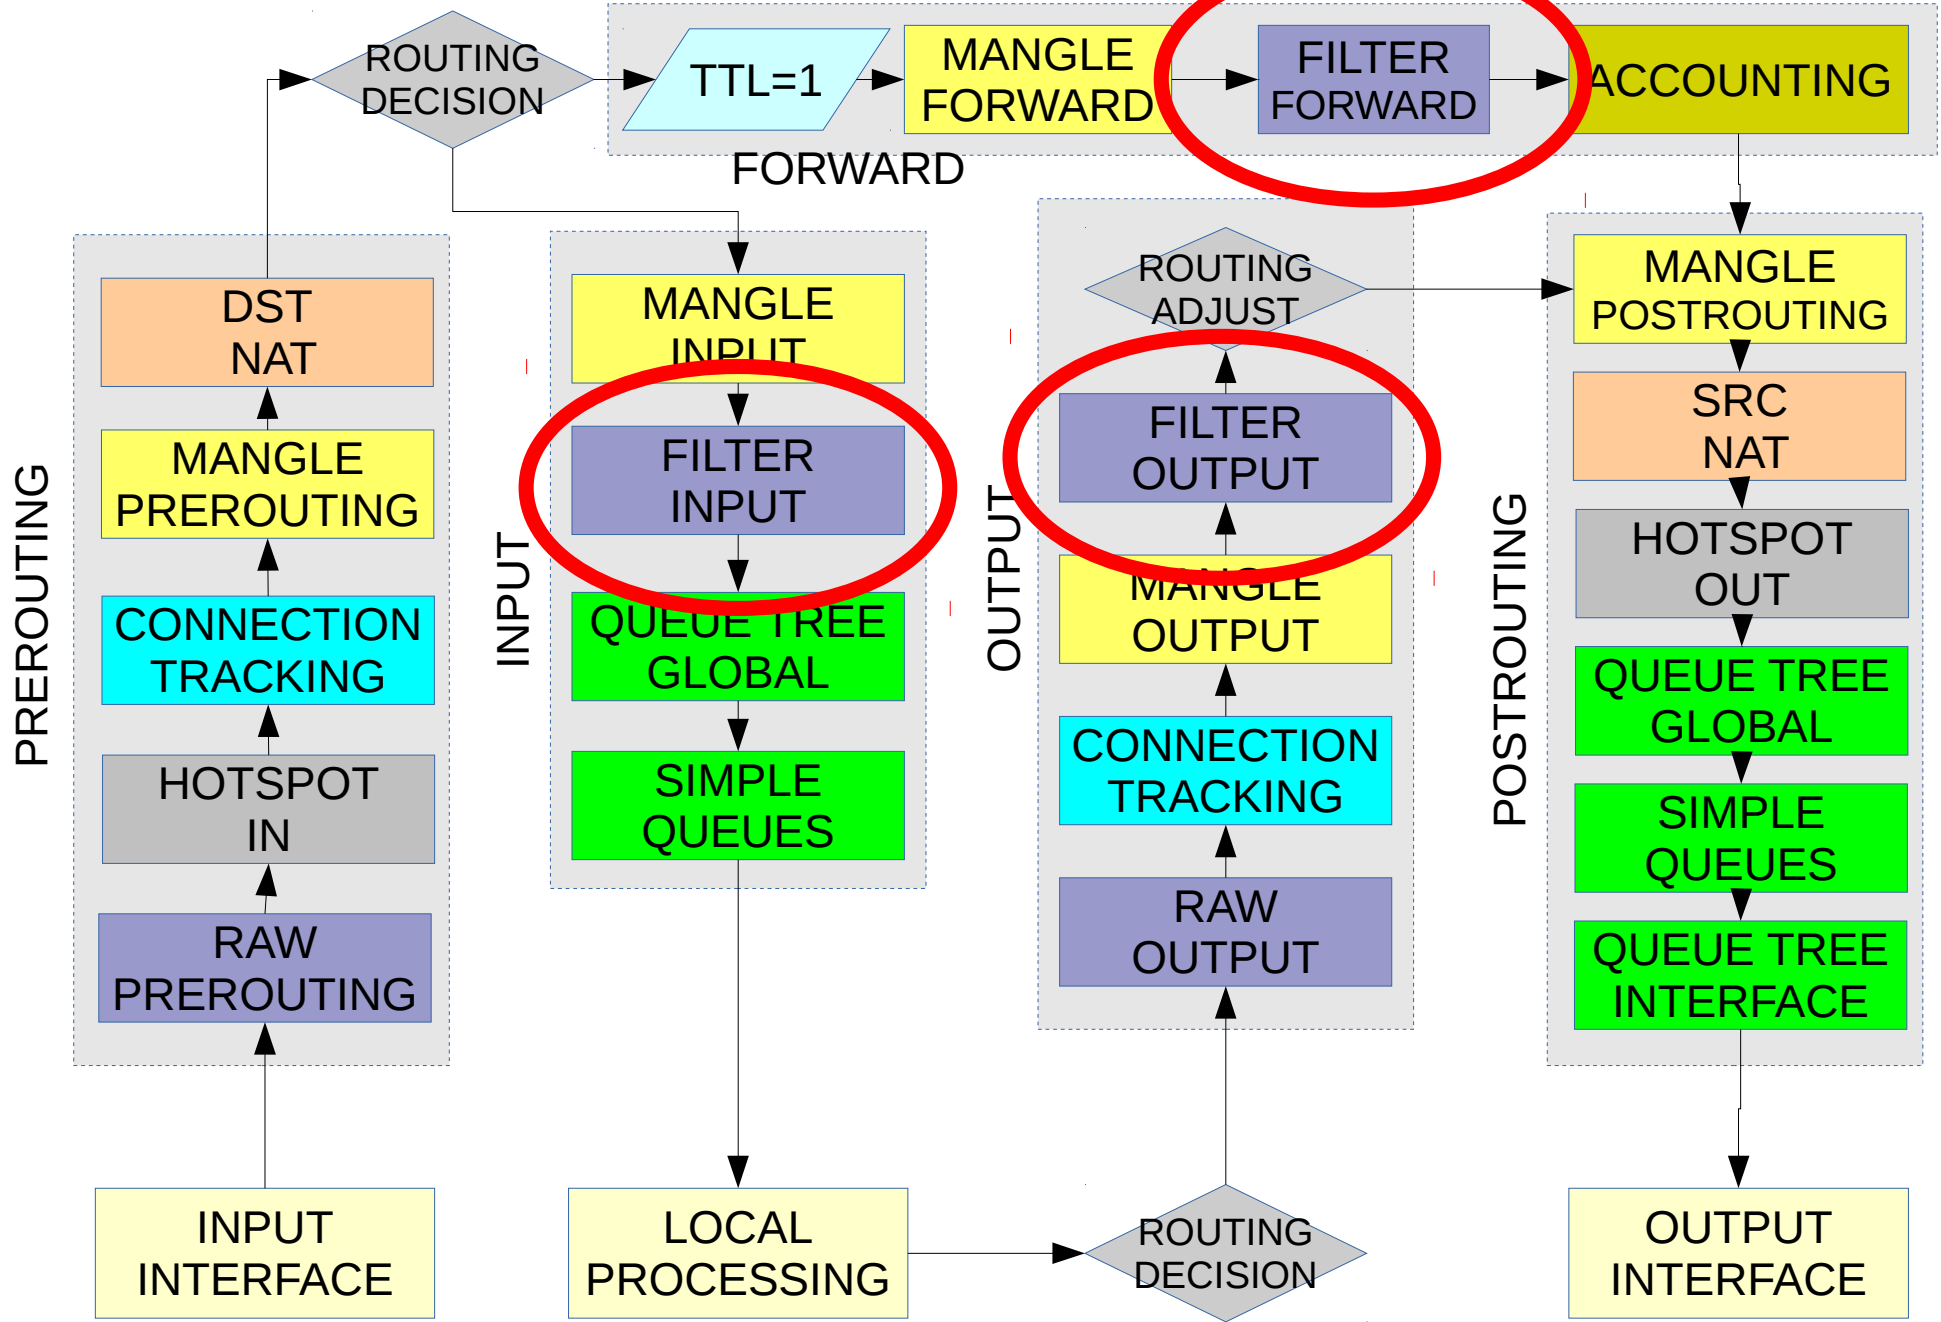 ROUTING
DECISION
TTL=1
MANGLE
FORWARD
FILTER
FORWARD
ACCOUNTING
FORWARD
PREROUTING
DST
NAT
MANGLE
PREROUTING
CONNECTION
TRACKING
HOTSPOT
IN
RAW
PREROUTING
INPUT
INTERFACE
INPUT
MANGLE
INPUT
FILTER
INPUT
QUEUE TREE
GLOBAL
SIMPLE
QUEUES
LOCAL
PROCESSING
OUTPUT
ROUTING
ADJUST
FILTER
OUTPUT
MANGLE
OUTPUT
CONNECTION
TRACKING
RAW
OUTPUT
ROUTING
DECISION
POSTROUTING
MANGLE
POSTROUTING
SRC
NAT
HOTSPOT
OUT
QUEUE TREE
GLOBAL
SIMPLE
QUEUES
QUEUE TREE
INTERFACE
OUTPUT
INTERFACE